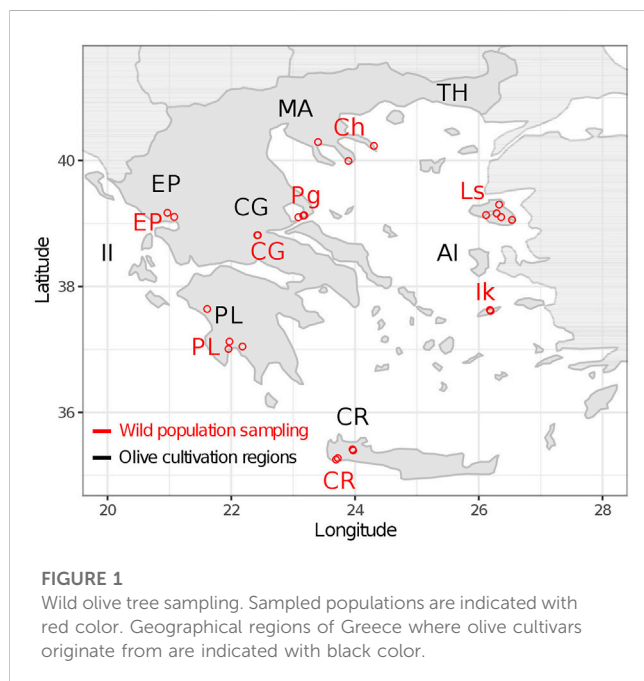 TH
MA
Ch
40
EP
Pg
Ls
CG
EP
CG
II
AI
Latitude
38
Ik
PL
PL
36
CR
Wild population sampling
Olive cultivation regions
CR
20 22 24 26 28
Longitude
FIGURE 1
Wild olive tree sampling. Sampled populations are indicated with
red color. Geographical regions of Greece where olive cultivars
originate from are indicated with black color.